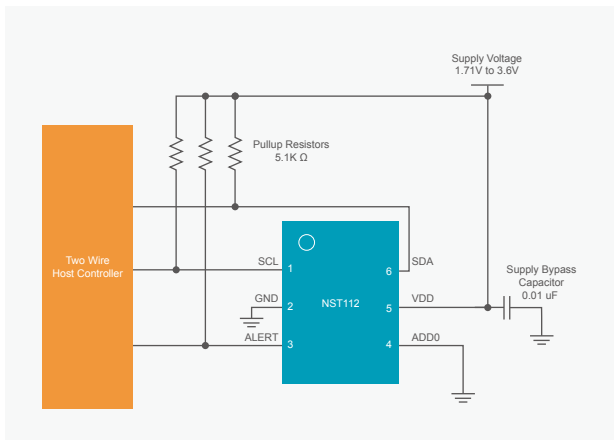 Supply Voltage
1.71V to 3.6V
Pullup Resistors
5.1K Ω
Two Wire
Host Controller
SCL
1
GND
2
ALERT
3
NST112
6
SDA
5
VDD
4
ADD0
Supply Bypass
Capacitor
0.01 uF